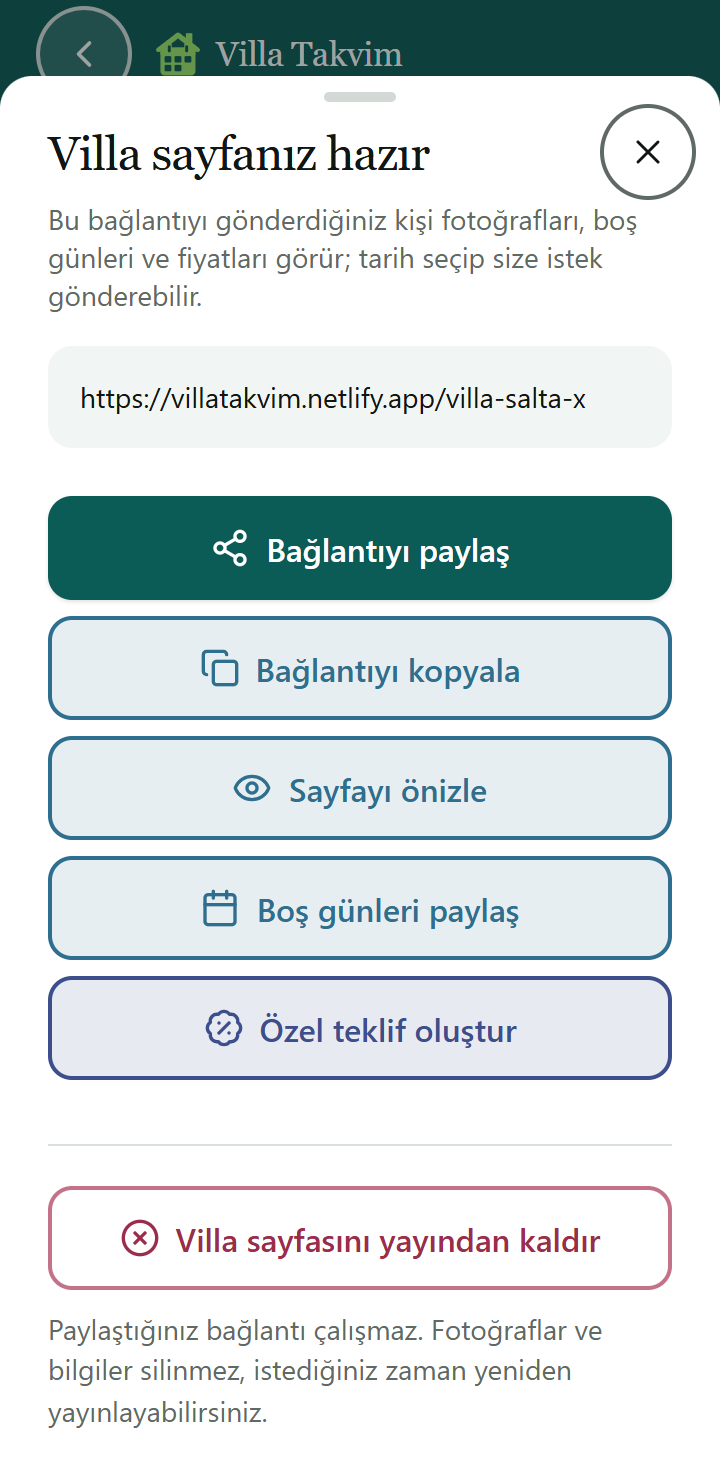 Villa Takvim
Villa sayfanız hazır
Bu bağlantıyı gönderdiğiniz kişi fotoğrafları, boş
günleri ve fiyatları görür; tarih seçip size istek
gönderebilir.
https://villatakvim.netlify.app/villa-salta-x
Bağlantıyı paylaş
Bağlantıyı kopyala
Sayfayı önizle
Boş günleri paylaş
Özel teklif oluştur
Villa sayfasını yayından kaldır
Paylaştığınız bağlantı çalışmaz. Fotoğraflar ve
bilgiler silinmez, istediğiniz zaman yeniden
yayınlayabilirsiniz.